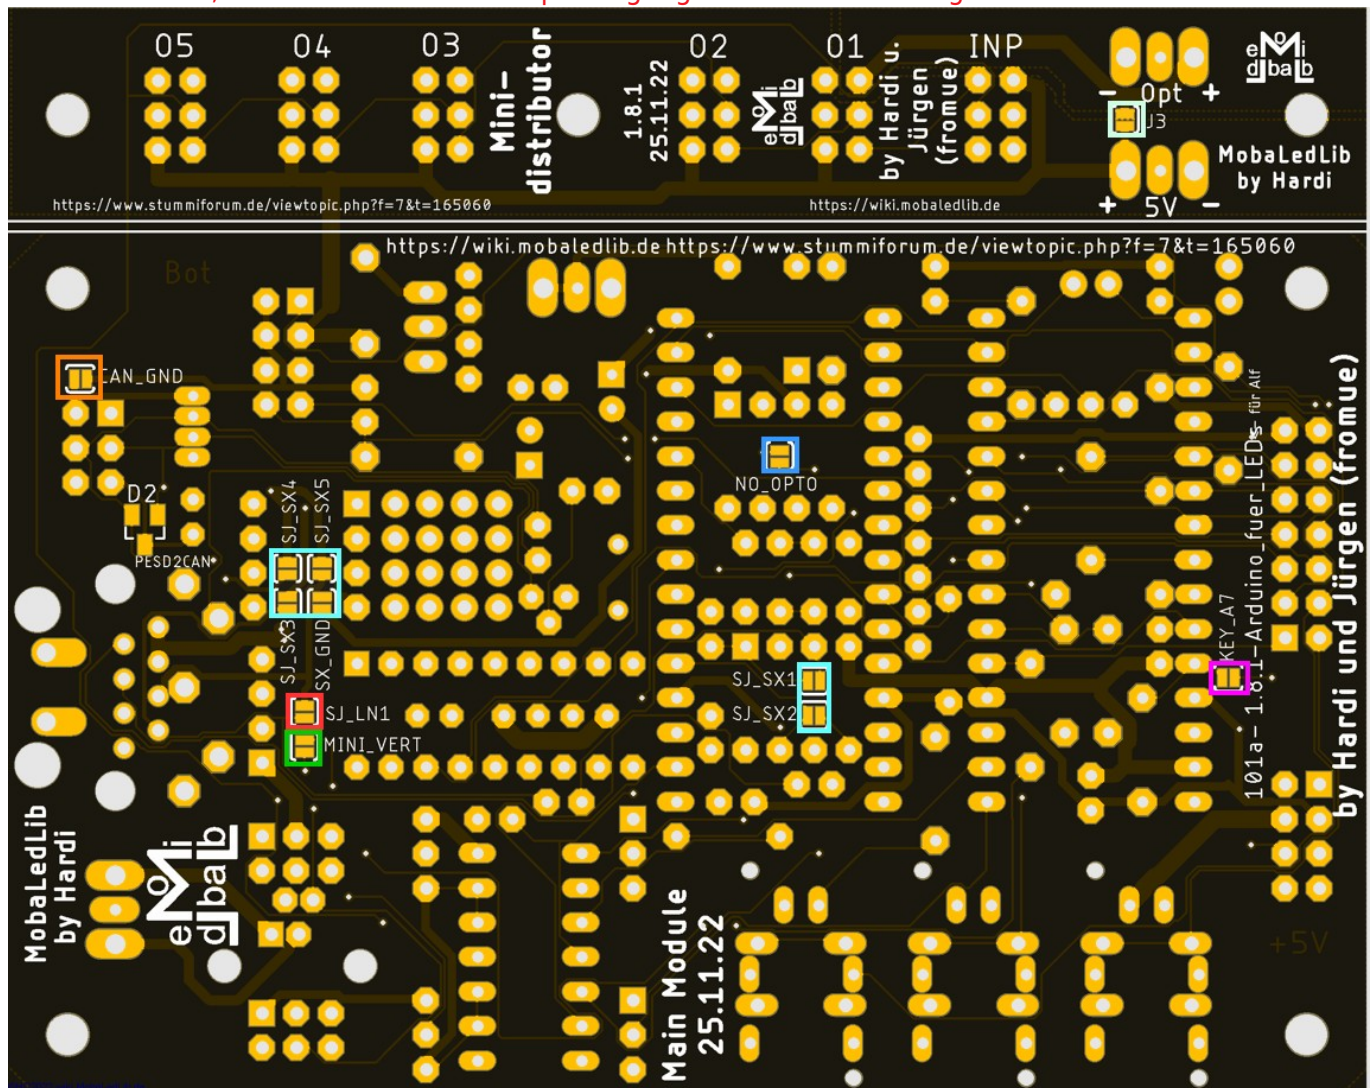 05
04
03
02
01
INP
Mini-
distributor
1.8.1
25.11.22
by Hardi u.
Jürgen
(fromue)
- Opt +
J3
+ 5V -
MobaLedLib
by Hardi
https://www.stummiforum.de/viewtopic.php?f=7&t=165060
https://wiki.mobaledlib.de
https://wiki.mobaledlib.de https://www.stummiforum.de/viewtopic.php?f=7&t=165060
Bot
CAN_GND
D2
PESD2CAN
SJ_SX4
SJ_SX5
SJ_SX3
SX_GND
NO_OPTO
SJ_SX1
SJ_SX2
SJ_LN1
MINI_VERT
KEY_A7
101a- 1.8.1-Arduino_fuer_LEDs- für Alf
by Hardi und Jürgen (fromue)
MobaLedLib
by Hardi
Main Module
25.11.22
+5V